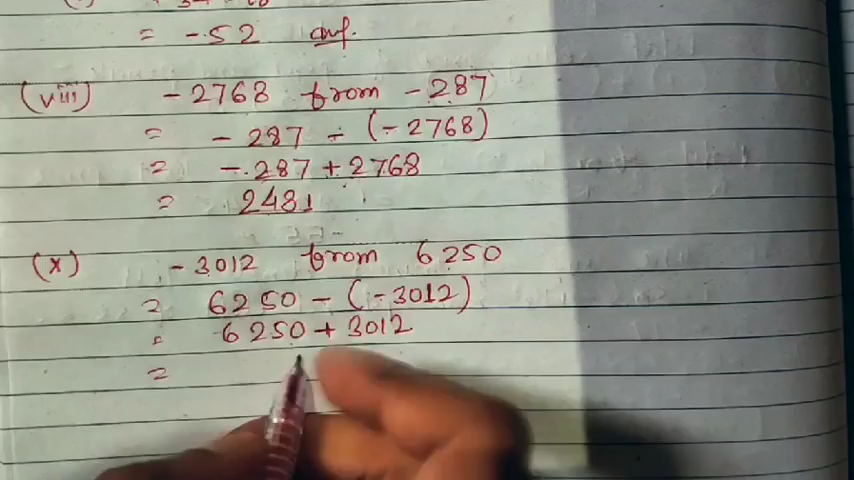 = -52 ans.
(viii) -2768 from -287
= -287 - (-2768)
= -287 + 2768
= 2481
(x) -3012 from 6250
= 6250 - (-3012)
= 6250 + 3012
=